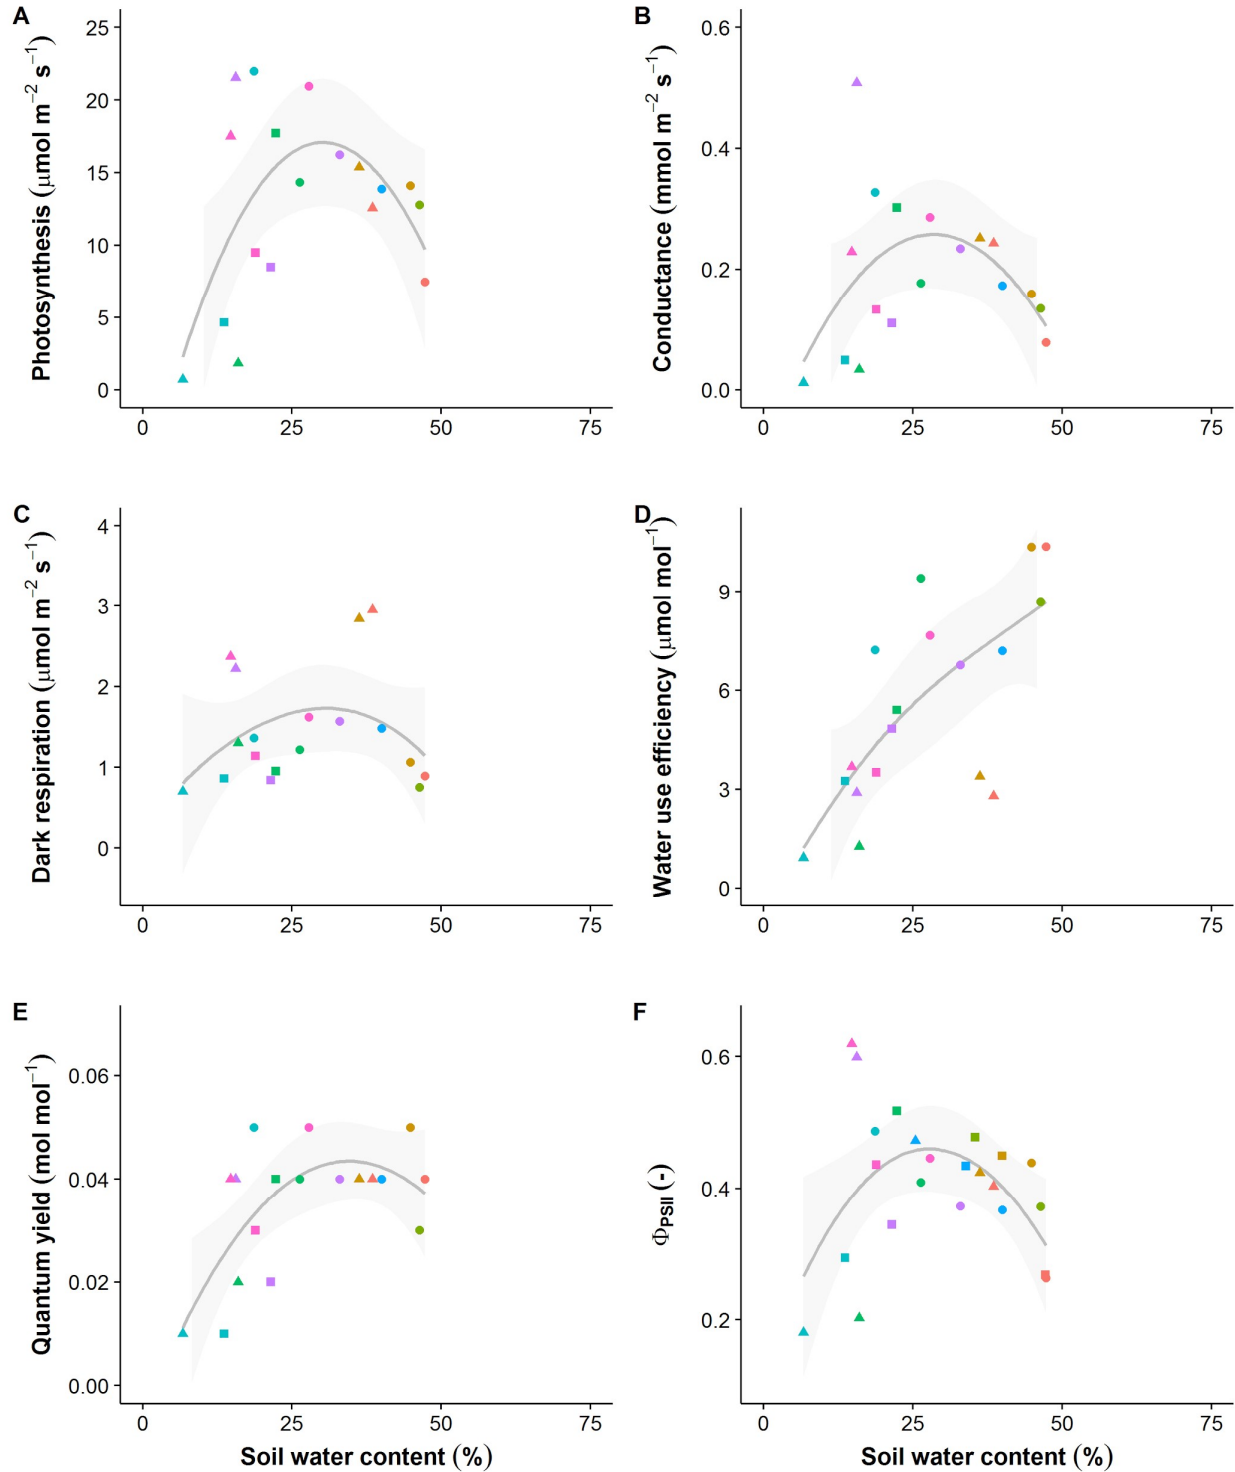 A
Photosynthesis (μmol m⁻² s⁻¹)
25
20
15
10
5
0
0 25 50 75
B
Conductance (mmol m⁻² s⁻¹)
0.6
0.4
0.2
0.0
0 25 50 75
C
Dark respiration (μmol m⁻² s⁻¹)
4
3
2
1
0
0 25 50 75
D
Water use efficiency (μmol mol⁻¹)
9
6
3
0
0 25 50 75
E
Quantum yield (mol mol⁻¹)
0.06
0.04
0.02
0.00
0 25 50 75
Soil water content (%)
F
Φ_PSII (-)
0.6
0.4
0.2
0 25 50 75
Soil water content (%)